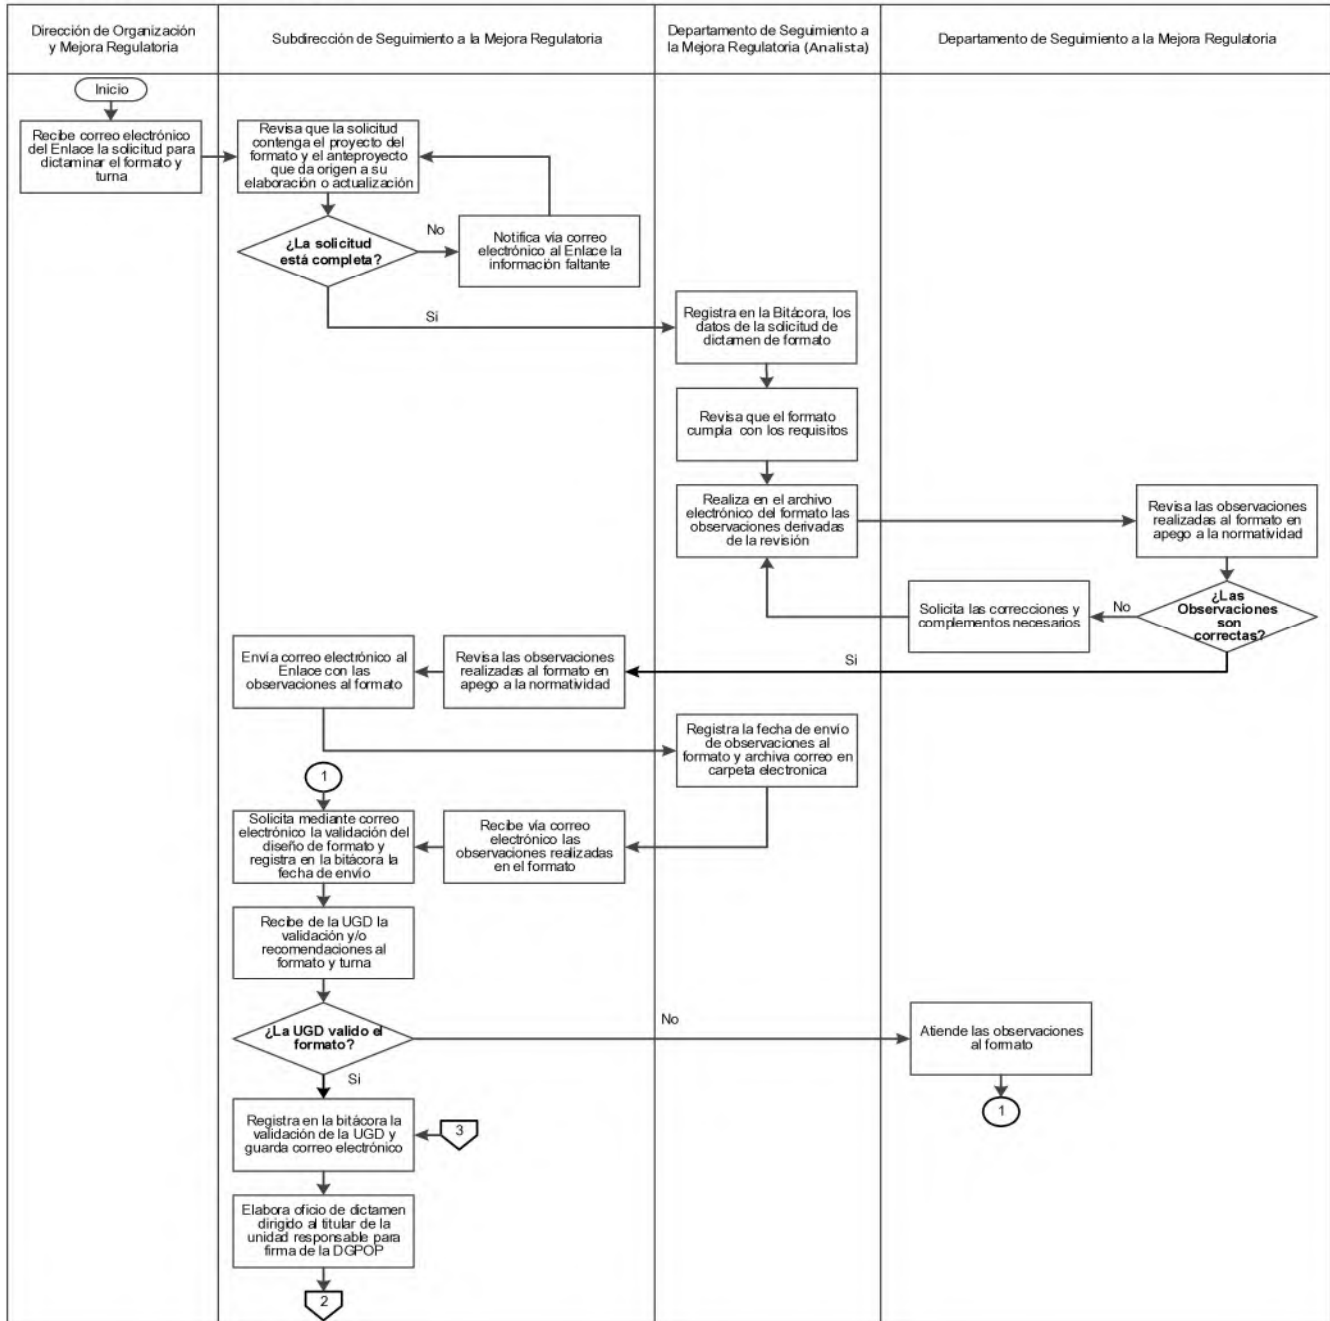 Dirección de Organización
y Mejora Regulatoria
Subdirección de Seguimiento a la Mejora Regulatoria
Departamento de Seguimiento a
la Mejora Regulatoria (Analista)
Departamento de Seguimiento a la Mejora Regulatoria
Inicio
Recibe correo electrónico
del Enlace la solicitud para
dictaminar el formato y
turna
Revisa que la solicitud
contenga el proyecto del
formato y el anteproyecto
que da origen a su
elaboración o actualización
¿La solicitud
está completa?
No
Notifica vía correo
electrónico al Enlace la
información faltante
Sí
Registra en la Bitácora, los
datos de la solicitud de
dictamen de formato
Revisa que el formato
cumpla con los requisitos
Realiza en el archivo
electrónico del formato las
observaciones derivadas
de la revisión
Revisa las observaciones
realizadas al formato en
apego a la normatividad
¿Las
Observaciones
son
correctas?
No
Solicita las correcciones y
complementos necesarios
Sí
Revisa las observaciones
realizadas al formato en
apego a la normatividad
Envía correo electrónico al
Enlace con las
observaciones al formato
Registra la fecha de envío
de observaciones al
formato y archiva correo en
carpeta electronica
1
Solicita mediante correo
electrónico la validación del
diseño de formato y
registra en la bitácora la
fecha de envío
Recibe vía correo
electrónico las
observaciones realizadas
en el formato
Recibe de la UGD la
validación y/o
recomendaciones al
formato y turna
¿La UGD valido el
formato?
No
Atiende las observaciones
al formato
1
Sí
Registra en la bitácora la
validación de la UGD y
guarda correo electrónico
3
Elabora oficio de dictamen
dirigido al titular de la
unidad responsable para
firma de la DGPOP
2